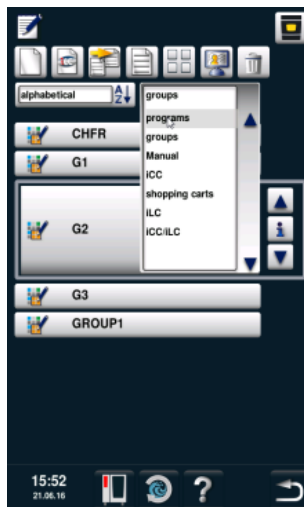 alphabetical
A
Z
groups
programs
groups
Manual
iCC
shopping carts
iLC
iCC/iLC
CHFR
G1
G2
i
G3
GROUP1
15:52
21.06.16
?